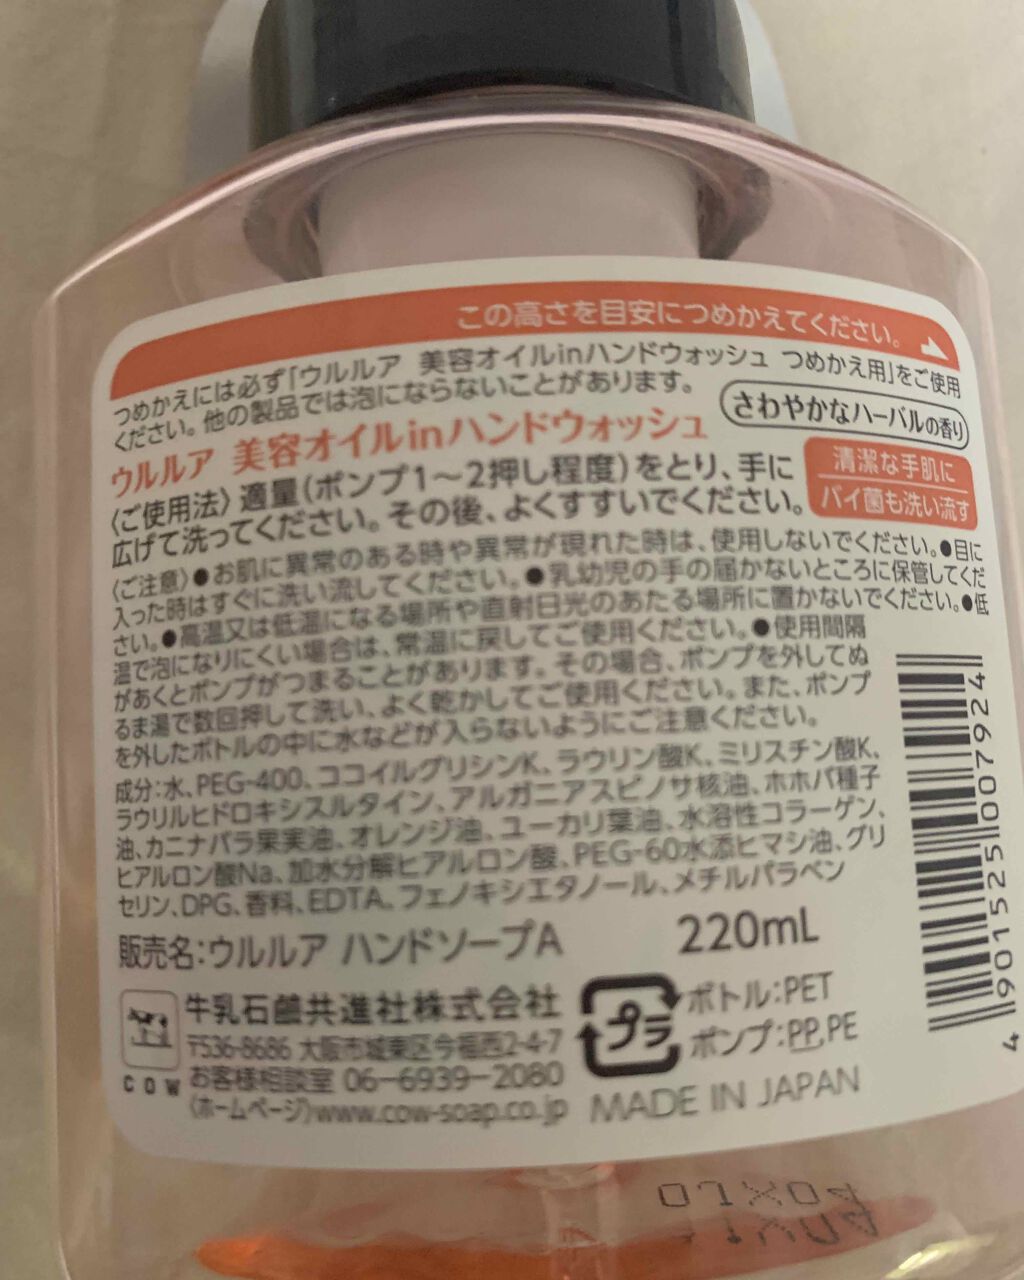 この高さを目安につめかえてください。
つめかえには必ず「ウルルア 美容オイルinハンドウォッシュ つめかえ用」をご使用
ください。他の製品では泡にならないことがあります。
さわやかなハーバルの香り
ウルルア 美容オイルinハンドウォッシュ
清潔な手肌に
バイ菌も洗い流す
〈ご使用法〉適量(ポンプ1〜2押し程度)をとり、手に
広げて洗ってください。その後、よくすすいでください。
〈ご注意〉●お肌に異常のある時や異常が現れた時は、使用しないでください。●目に
入った時はすぐに洗い流してください。●乳幼児の手の届かないところに保管してくだ
さい。●高温又は低温になる場所や直射日光のあたる場所に置かないでください。●低
温で泡になりにくい場合は、常温に戻してご使用ください。●使用間隔
があくとポンプがつまることがあります。その場合、ポンプを外してぬ
るま湯で数回押して洗い、よく乾かしてご使用ください。また、ポンプ
を外したボトルの中に水などが入らないようにご注意ください。
成分:水、PEG-400、ココイルグリシンK、ラウリン酸K、ミリスチン酸K、
ラウリルヒドロキシスルタイン、アルガニアスピノサ核油、ホホバ種子
油、カニナバラ果実油、オレンジ油、ユーカリ葉油、水溶性コラーゲン、
ヒアルロン酸Na、加水分解ヒアルロン酸、PEG-60水添ヒマシ油、グリ
セリン、DPG、香料、EDTA、フェノキシエタノール、メチルパラベン
販売名:ウルルア ハンドソープA
220mL
牛乳石鹸共進社株式会社
〒536-8686 大阪市城東区今福西2-4-7
お客様相談室 06-6939-2080
〈ホームページ〉www.cow-soap.co.jp
COW
プラ
ボトル:PET
ポンプ:PP,PE
MADE IN JAPAN
4 901525 007924